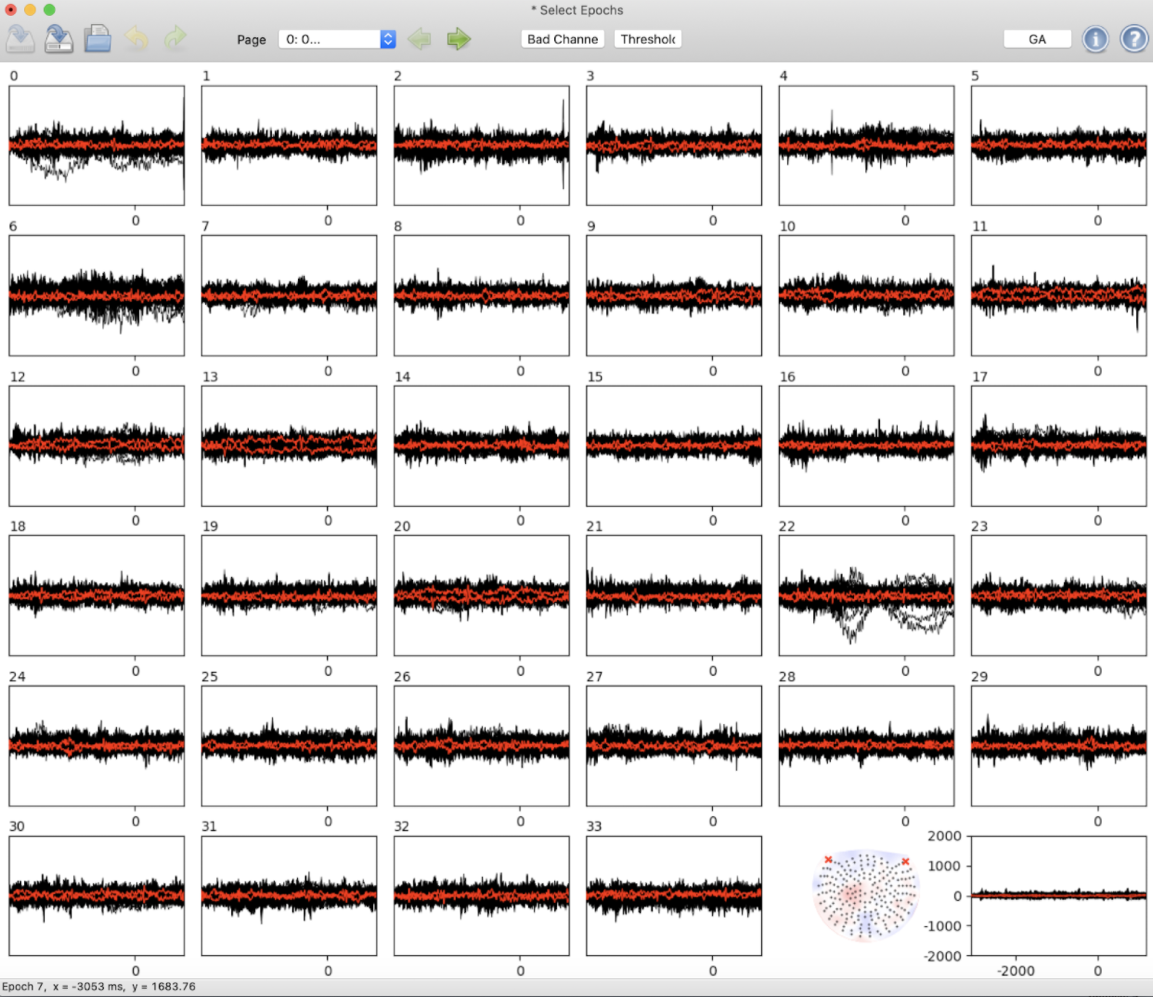 * Select Epochs
Page 0: 0... Bad Channe Threshold GA
0 1 2 3 4 5
0 0 0 0 0 0
6 7 8 9 10 11
0 0 0 0 0 0
12 13 14 15 16 17
0 0 0 0 0 0
18 19 20 21 22 23
0 0 0 0 0 0
24 25 26 27 28 29
0 0 0 0 0 0
30 31 32 33
2000
1000
0
-1000
-2000
0 0 0 0 -2000 0
Epoch 7, x = -3053 ms, y = 1683.76